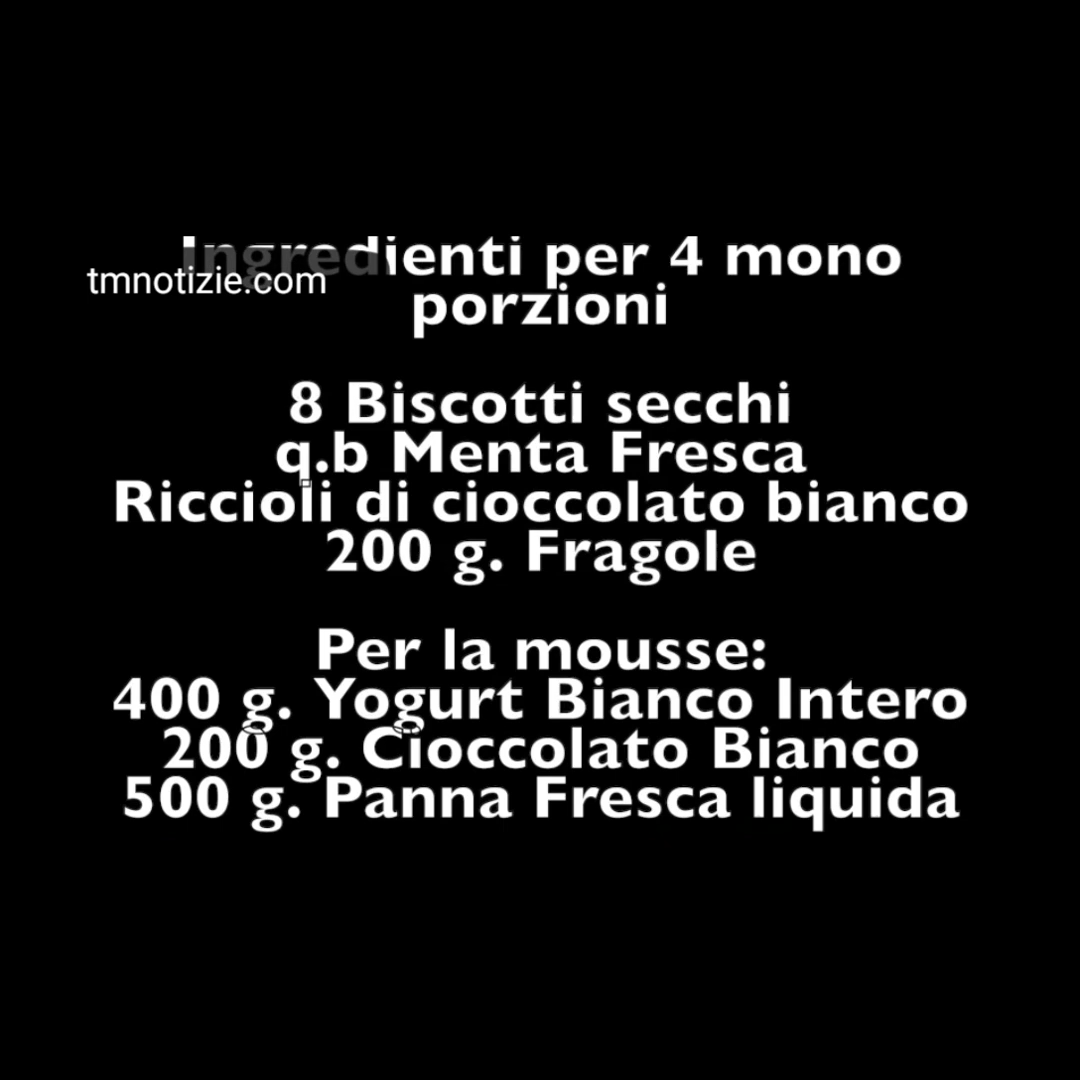 Ingredienti per 4 mono
tmnotizie.com
porzioni
8 Biscotti secchi
q.b Menta Fresca
Riccioli di cioccolato bianco
200 g. Fragole
Per la mousse:
400 g. Yogurt Bianco Intero
200 g. Cioccolato Bianco
500 g. Panna Fresca liquida